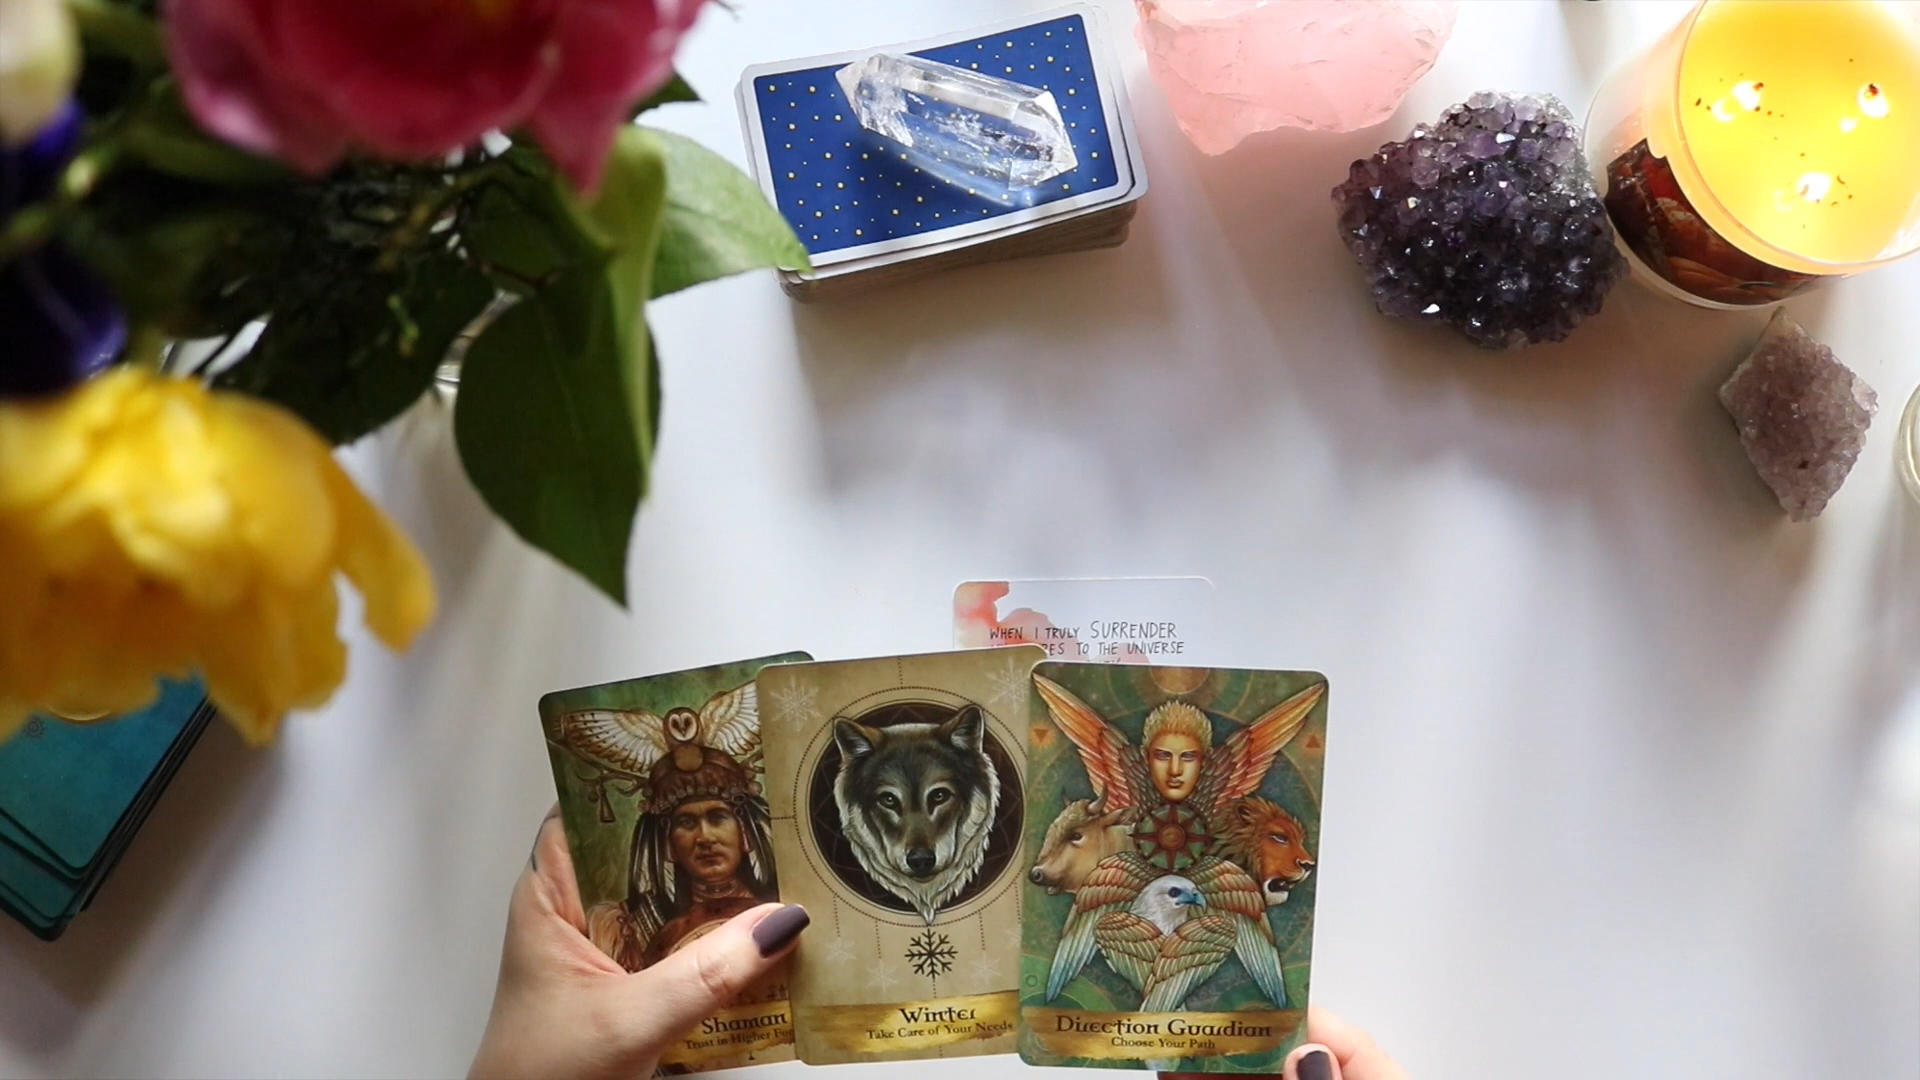 WHEN I TRULY SURRENDER
TO THE UNIVERSE
Shaman
Trust in Higher
Winter
Take Care of Your Needs
Direction Guardian
Choose Your Path